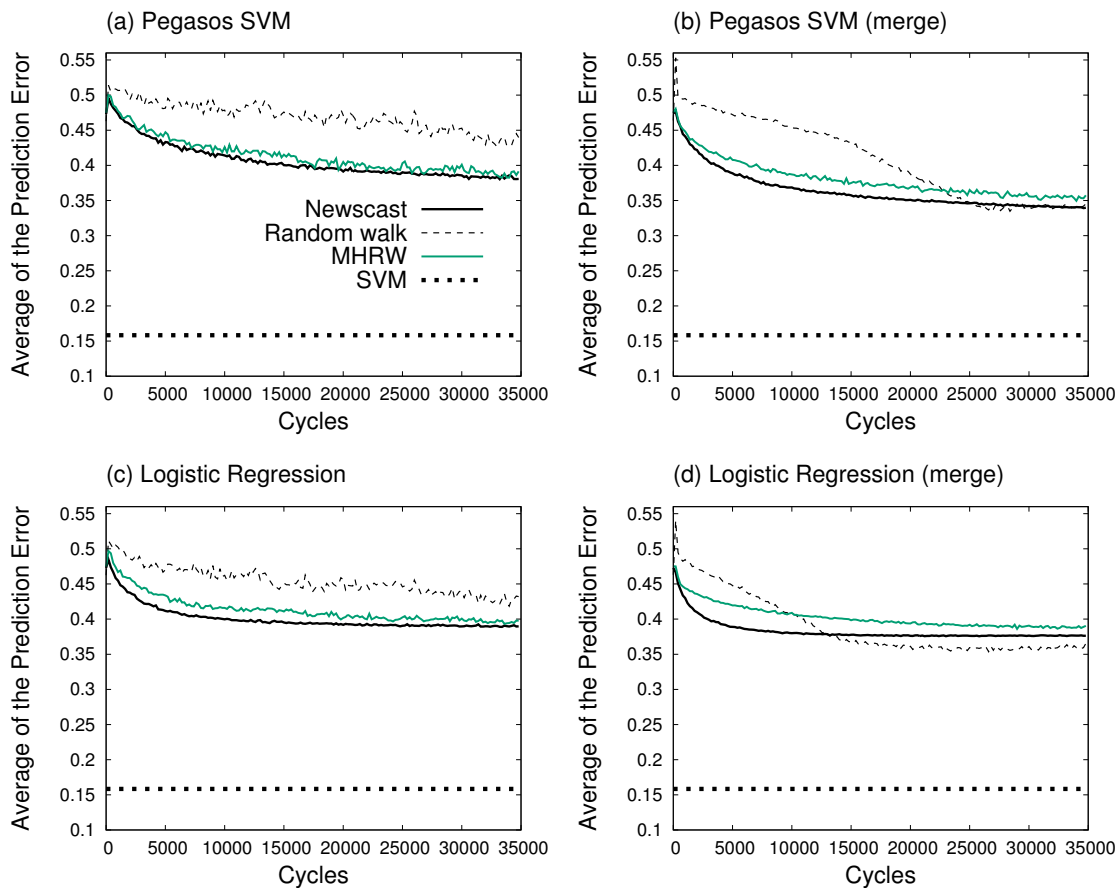 (a) Pegasos SVM
Average of the Prediction Error
0.55
0.5
0.45
0.4
0.35
0.3
0.25
0.2
0.15
0.1
Newscast
Random walk
MHRW
SVM
0 5000 10000 15000 20000 25000 30000 35000
Cycles
(b) Pegasos SVM (merge)
Average of the Prediction Error
0.55
0.5
0.45
0.4
0.35
0.3
0.25
0.2
0.15
0.1
0 5000 10000 15000 20000 25000 30000 35000
Cycles
(c) Logistic Regression
Average of the Prediction Error
0.55
0.5
0.45
0.4
0.35
0.3
0.25
0.2
0.15
0.1
0 5000 10000 15000 20000 25000 30000 35000
Cycles
(d) Logistic Regression (merge)
Average of the Prediction Error
0.55
0.5
0.45
0.4
0.35
0.3
0.25
0.2
0.15
0.1
0 5000 10000 15000 20000 25000 30000 35000
Cycles